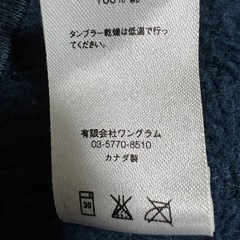 タンブラー乾燥は低温で行っ
てください。
有限会社ワングラム
03-5770-8510
カナダ製
30